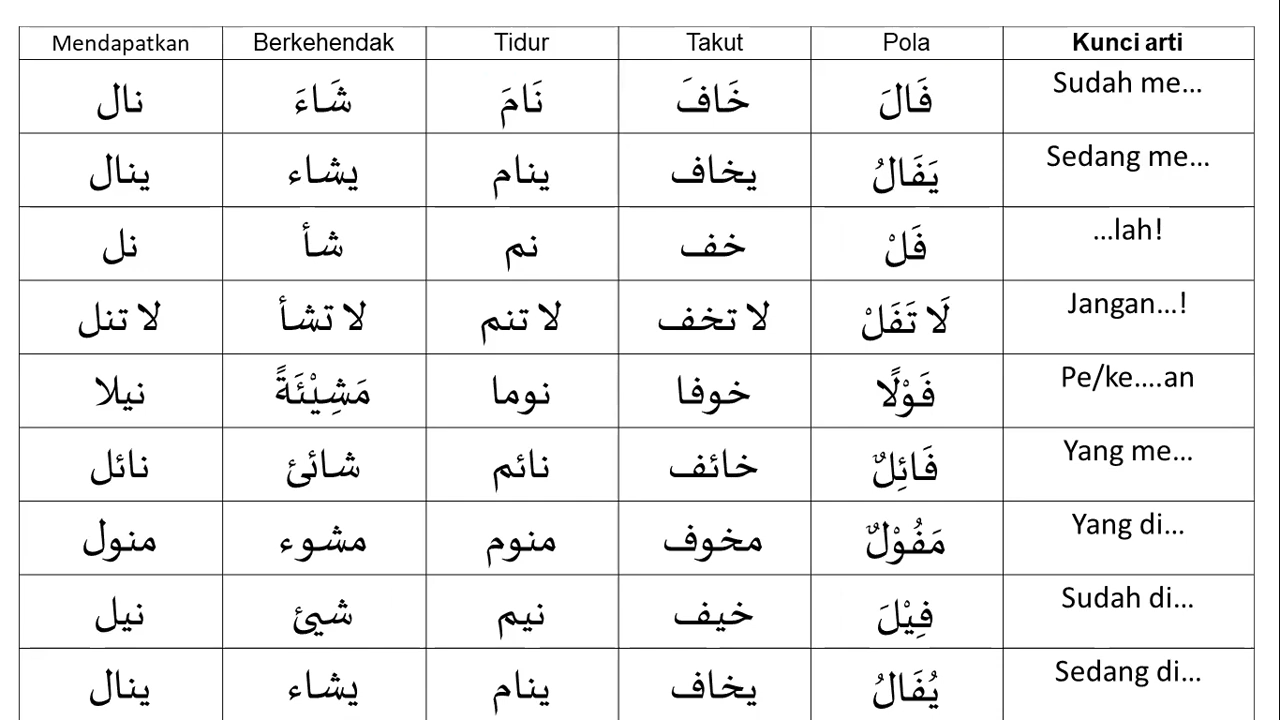 Mendapatkan Berkehendak Tidur Takut Pola Kunci arti
نال شَاءَ نَامَ خَافَ فَالَ Sudah me...
ينال يشاء ينام يخاف يَفَالُ Sedang me...
نل شأ نم خف فَلْ ...lah!
لا تنل لا تشأ لا تنم لا تخف لَا تَفَلْ Jangan...!
نيلا مَشِيْئَةً نوما خوفا فَوْلًا Pe/ke....an
نائل شائئ نائم خائف فَائِلٌ Yang me...
منول مشوء منوم مخوف مَفُوْلٌ Yang di...
نيل شيئ نيم خيف فِيْلَ Sudah di...
ينال يشاء ينام يخاف يُفَالُ Sedang di...